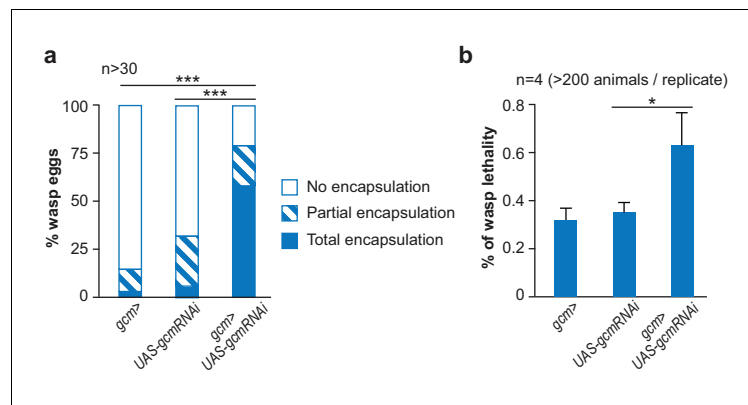 a
n>30
***
***
100
75
50
25
0
% wasp eggs
gcm>
UAS-gcmRNAi
gcm>
UAS-gcmRNAi
No encapsulation
Partial encapsulation
Total encapsulation
b
n=4 (>200 animals / replicate)
*
0.8
0.6
0.4
0.2
0
% of wasp lethality
gcm>
UAS-gcmRNAi
gcm>
UAS-gcmRNAi